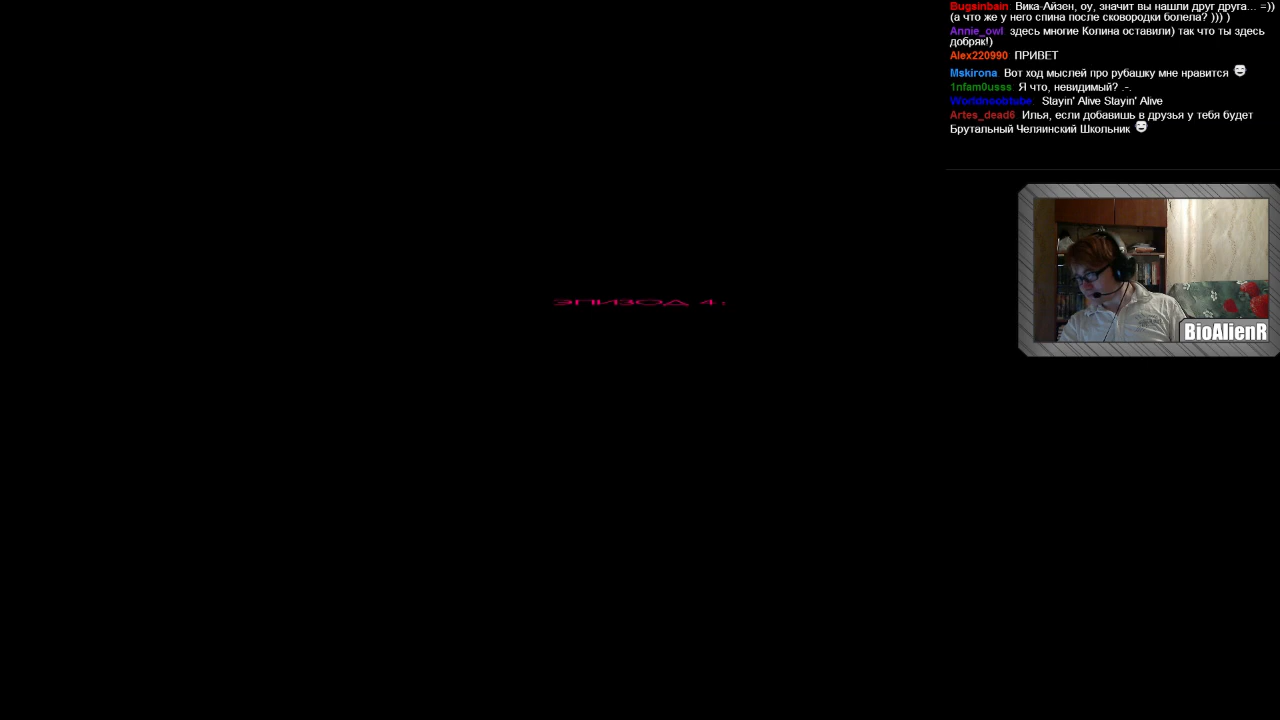 Bugsinbain: Вика-Айзен, оу, значит вы нашли друг друга... =))
(а что же у него спина после сковородки болела? ))) )
Annie_owl: здесь многие Колина оставили) так что ты здесь
добряк!)
Alex220990: ПРИВЕТ
Mskirona: Вот ход мыслей про рубашку мне нравится
1nfam0usss: Я что, невидимый? .-.
Worldnoobtube: Stayin' Alive Stayin' Alive
Artes_dead6: Илья, если добавишь в друзья у тебя будет
Брутальный Челяинский Школьник
ЭПИЗОД 4:
BioAlienR